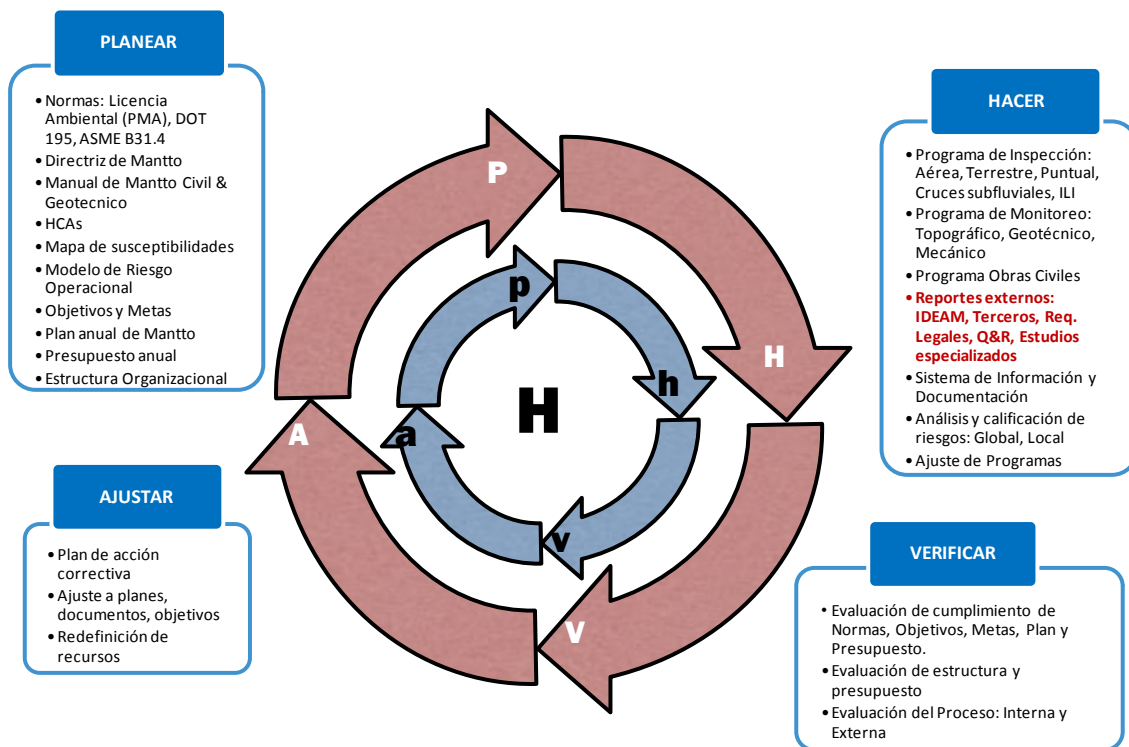 PLANEAR
• Normas: Licencia
Ambiental (PMA), DOT
195, ASME B31.4
• Directriz de Mantto
• Manual de Mantto Civil &
Geotecnico
• HCAs
• Mapa de susceptibilidades
• Modelo de Riesgo
Operacional
• Objetivos y Metas
• Plan anual de Mantto
• Presupuesto anual
• Estructura Organizacional
HACER
• Programa de Inspección:
Aérea, Terrestre, Puntual,
Cruces subfluviales, ILI
• Programa de Monitoreo:
Topográfico, Geotécnico,
Mecánico
• Programa Obras Civiles
• Reportes externos:
IDEAM, Terceros, Req.
Legales, Q&R, Estudios
especializados
• Sistema de Información y
Documentación
• Análisis y calificación de
riesgos: Global, Local
• Ajuste de Programas
P
H
V
A
p
h
v
a
H
AJUSTAR
• Plan de acción
correctiva
• Ajuste a planes,
documentos, objetivos
• Redefinición de
recursos
VERIFICAR
• Evaluación de cumplimiento de
Normas, Objetivos, Metas, Plan y
Presupuesto.
• Evaluación de estructura y
presupuesto
• Evaluación del Proceso: Interna y
Externa